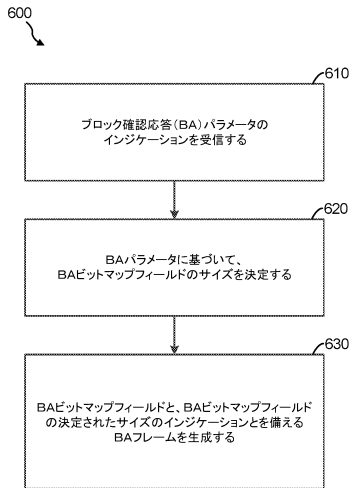 600
610
ブロック確認応答(BA)パラメータの
インジケーションを受信する
620
BAパラメータに基づいて、
BAビットマップフィールドのサイズを決定する
630
BAビットマップフィールドと、BAビットマップフィールド
の決定されたサイズのインジケーションとを備える
BAフレームを生成する